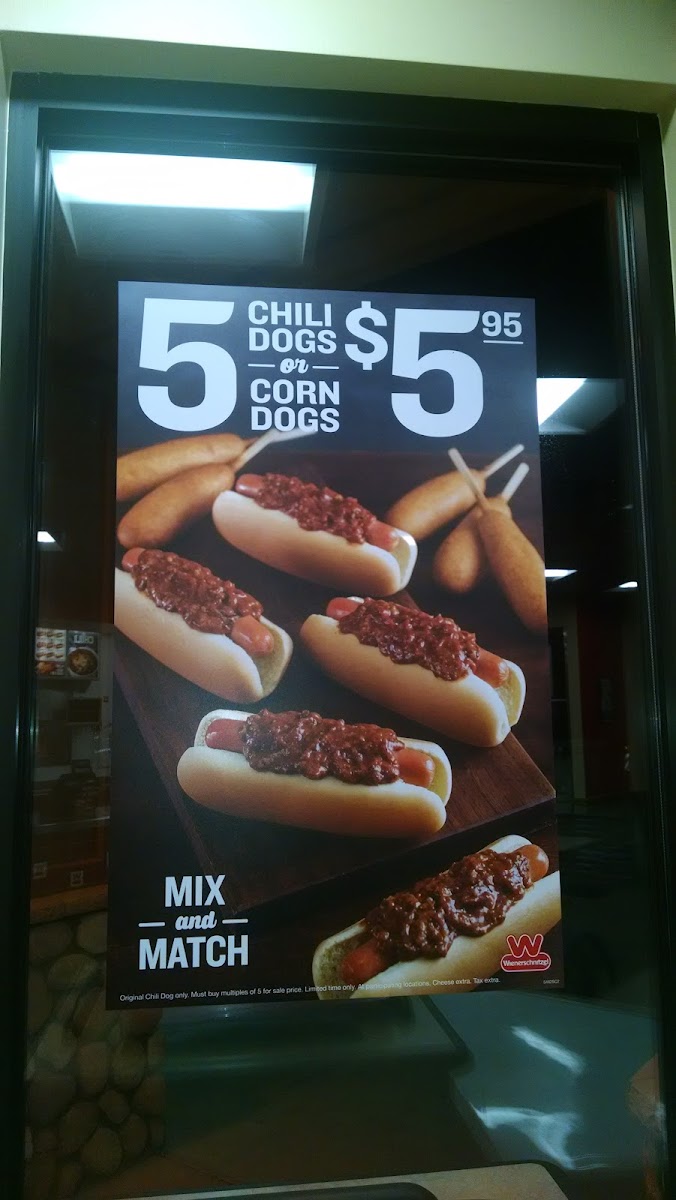 5 CHILI DOGS or CORN DOGS $5 95
MIX
and
MATCH
Wienerschnitzel
Original Chili Dog only. Must buy multiples of 5 for sale price. Limited time only. At participating locations. Cheese extra. Tax extra.